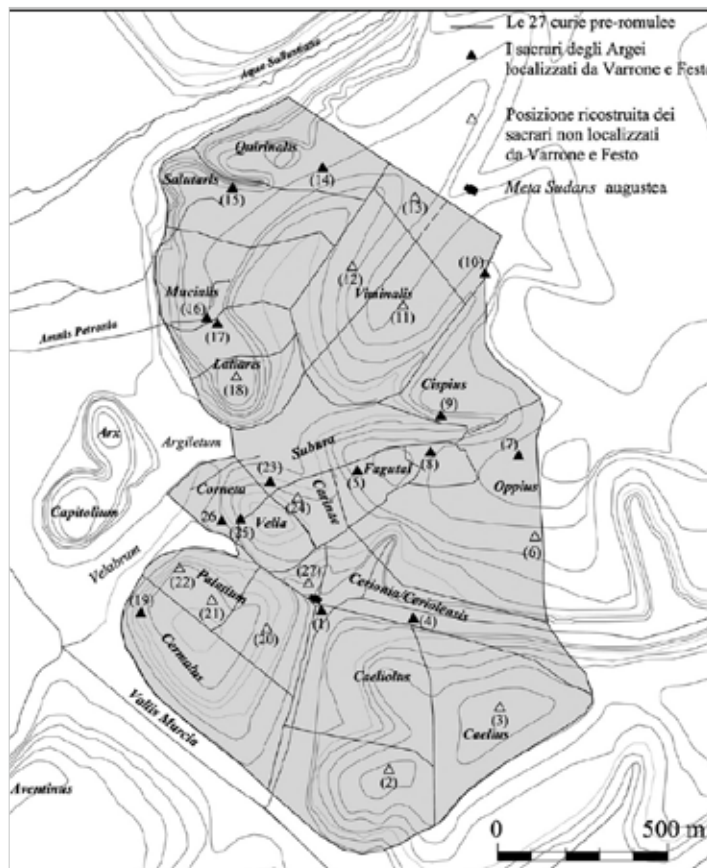 Le 27 curie pre-romulee
I sacrari degli Argei
localizzati da Varrone e Festo
Posizione ricostruita dei
sacrari non localizzati
da Varrone e Festo
Meta Sudans augustea
Aqua Sallustiana
Quirinalis
Salutaris
(14)
(15)
(13)
(10)
(12)
Viminalis
(11)
Mucialis
(16)
(17)
Amnis Petronia
Latiaris
(18)
Cispius
(9)
Arx
Argiletum
Subura
(7)
(8)
(23)
Fagutal
(5)
Oppius
Capitolium
Corneta
Carinae
(24)
26
(25)
Velia
(6)
Velabrum
(27)
Cerionia/Ceriolensis
(22)
Palatium
(19)
(21)
(1)
(4)
(20)
Cermalus
Caeliolus
(3)
Caelius
Vallis Murcia
(2)
Aventinus
0
500 m